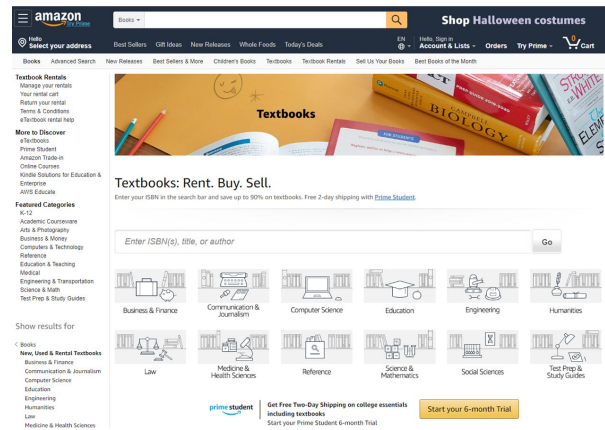 amazon
Try Prime
Books
Shop Halloween costumes
Hello
Select your address
Best Sellers Gift Ideas New Releases Whole Foods Today's Deals
EN
Hello, Sign in
Account & Lists
Orders
Try Prime
0
Cart
Books Advanced Search New Releases Best Sellers & More Children's Books Textbooks Textbook Rentals Sell Us Your Books Best Books of the Month
Textbook Rentals
Manage your rentals
Your rental cart
Return your rental
Terms & Conditions
eTextbook rental help
More to Discover
eTextbooks
Prime Student
Amazon Trade-in
Online Courses
Kindle Solutions for Education &
Enterprise
AWS Educate
Featured Categories
K-12
Academic Courseware
Arts & Photography
Business & Money
Computers & Technology
Reference
Education & Teaching
Medical
Engineering & Transportation
Science & Math
Test Prep & Study Guides
Show results for
Books
New, Used & Rental Textbooks
Business & Finance
Communication & Journalism
Computer Science
Education
Engineering
Humanities
Law
Medicine & Health Sciences
Textbooks
CAMPBELL
BIOLOGY
Textbooks: Rent. Buy. Sell.
Enter your ISBN in the search bar and save up to 90% on textbooks. Free 2-day shipping with Prime Student.
Enter ISBN(s), title, or author
Go
Business & Finance
Communication &
Journalism
Computer Science
Education
Engineering
Humanities
Law
Medicine &
Health Sciences
Reference
Science &
Mathematics
Social Sciences
Test Prep &
Study Guides
prime student
Get Free Two-Day Shipping on college essentials
including textbooks
Start your Prime Student 6-month Trial
Start your 6-month Trial